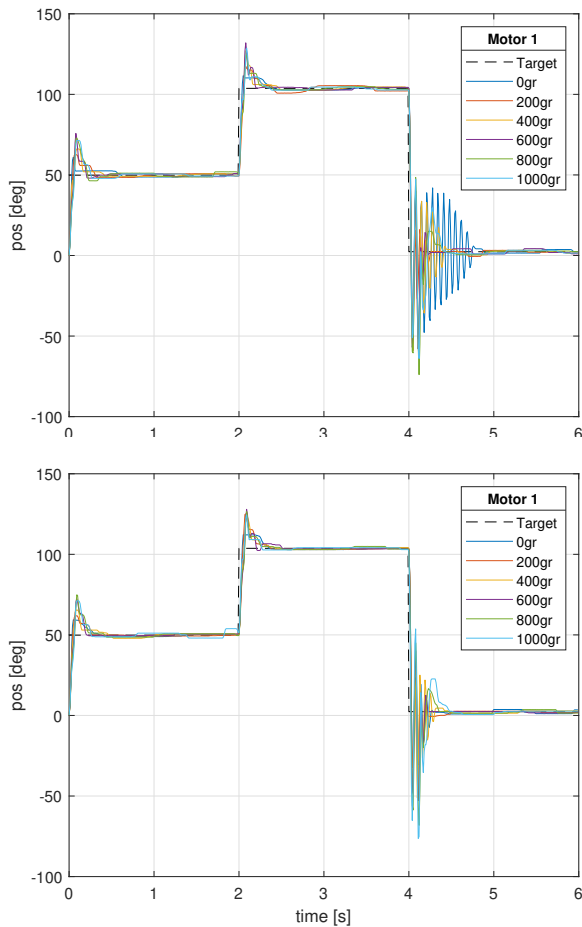 150
100
50
0
-50
-100
pos [deg]
0 1 2 3 4 5 6
Motor 1
Target
0gr
200gr
400gr
600gr
800gr
1000gr
150
100
50
0
-50
-100
pos [deg]
0 1 2 3 4 5 6
time [s]
Motor 1
Target
0gr
200gr
400gr
600gr
800gr
1000gr